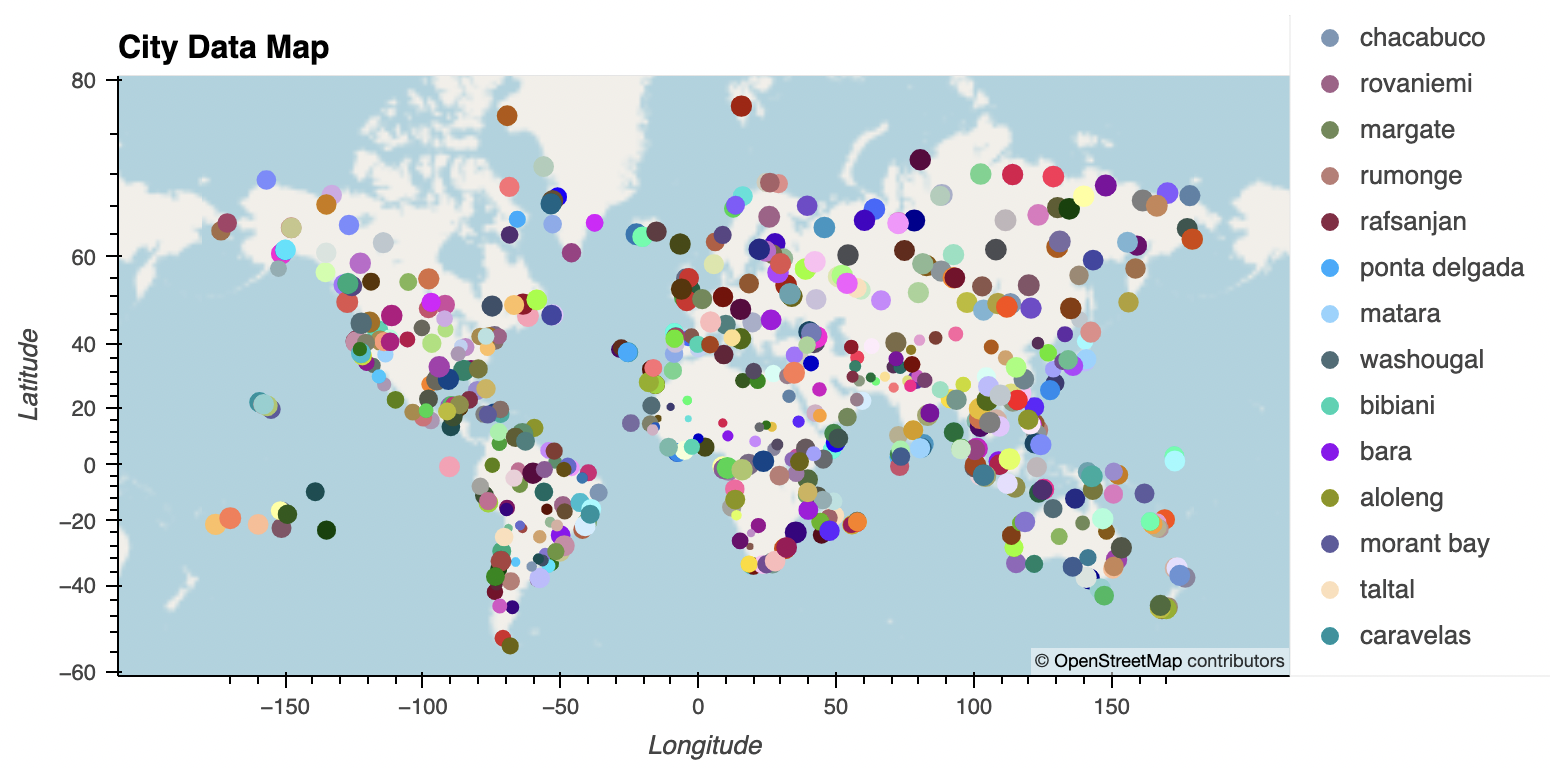 City Data Map
80
60
40
20
0
−20
−40
−60
Latitude
−150
−100
−50
0
50
100
150
Longitude
© OpenStreetMap contributors
chacabuco
rovaniemi
margate
rumonge
rafsanjan
ponta delgada
matara
washougal
bibiani
bara
aloleng
morant bay
taltal
caravelas